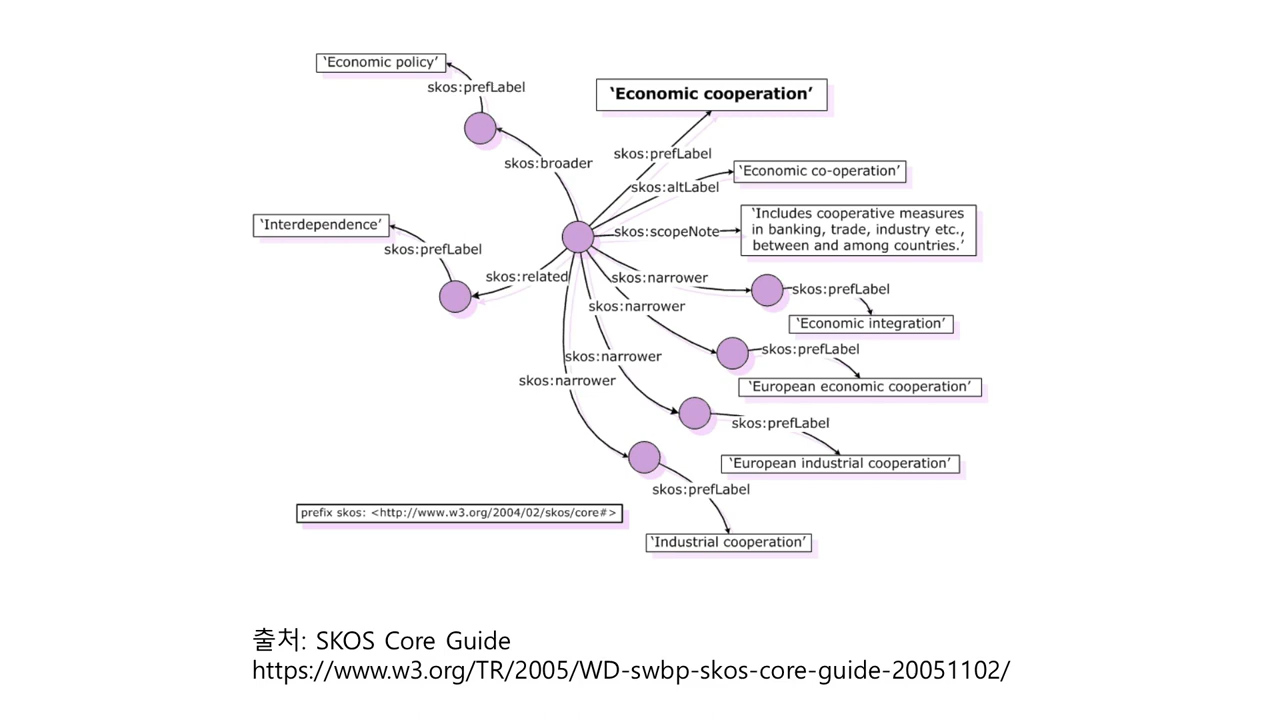 ‘Economic policy’
skos:prefLabel
‘Economic cooperation’
skos:prefLabel
skos:broader
‘Economic co-operation’
skos:altLabel
‘Includes cooperative measures
in banking, trade, industry etc.,
between and among countries.’
skos:scopeNote
‘Interdependence’
skos:prefLabel
skos:related
skos:narrower
skos:prefLabel
‘Economic integration’
skos:narrower
skos:prefLabel
‘European economic cooperation’
skos:narrower
skos:prefLabel
‘European industrial cooperation’
skos:narrower
skos:prefLabel
‘Industrial cooperation’
prefix skos: <http://www.w3.org/2004/02/skos/core#>
출처: SKOS Core Guide
https://www.w3.org/TR/2005/WD-swbp-skos-core-guide-20051102/